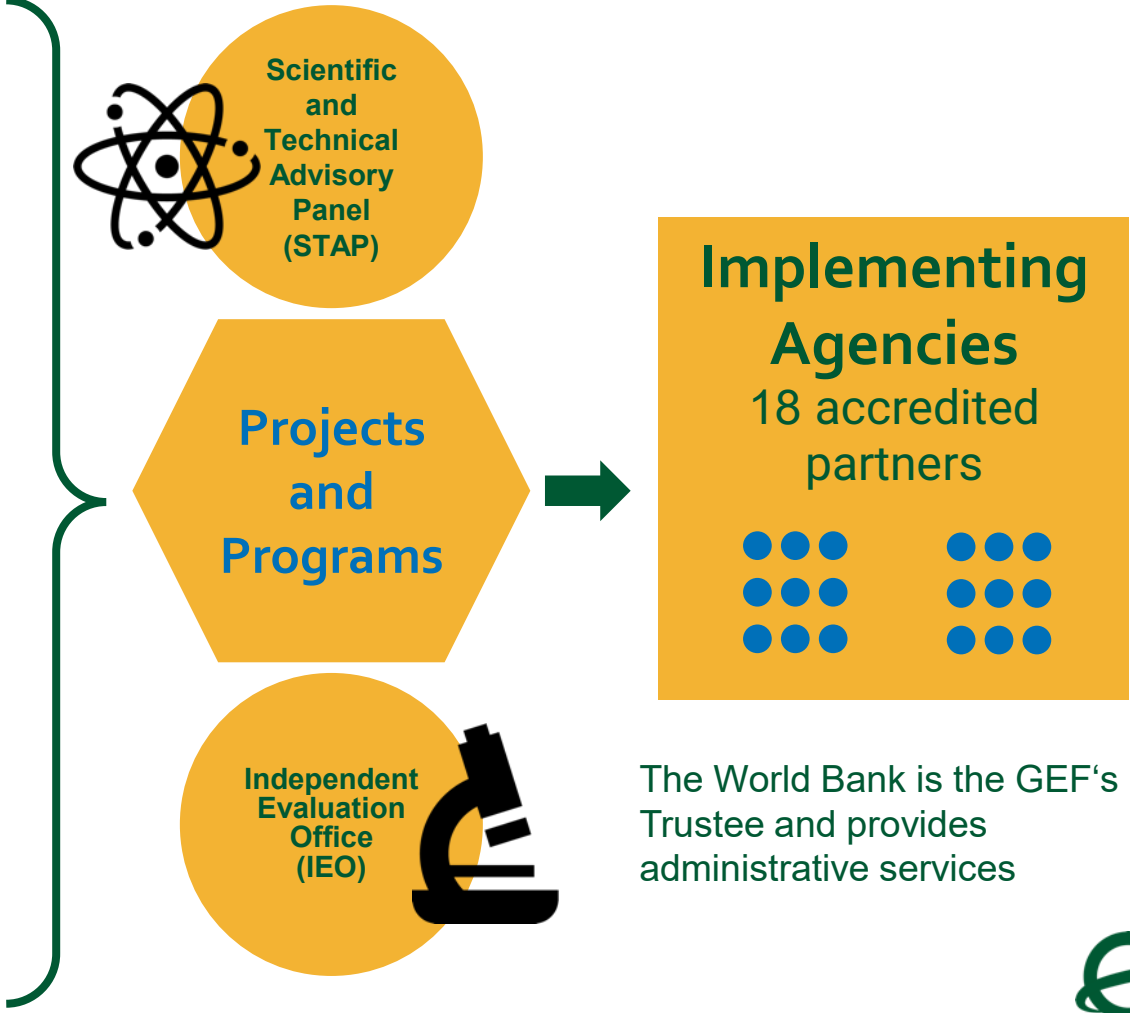 Scientific
and
Technical
Advisory
Panel
(STAP)
Projects
and
Programs
Implementing
Agencies
18 accredited
partners
Independent
Evaluation
Office
(IEO)
The World Bank is the GEF‘s
Trustee and provides
administrative services